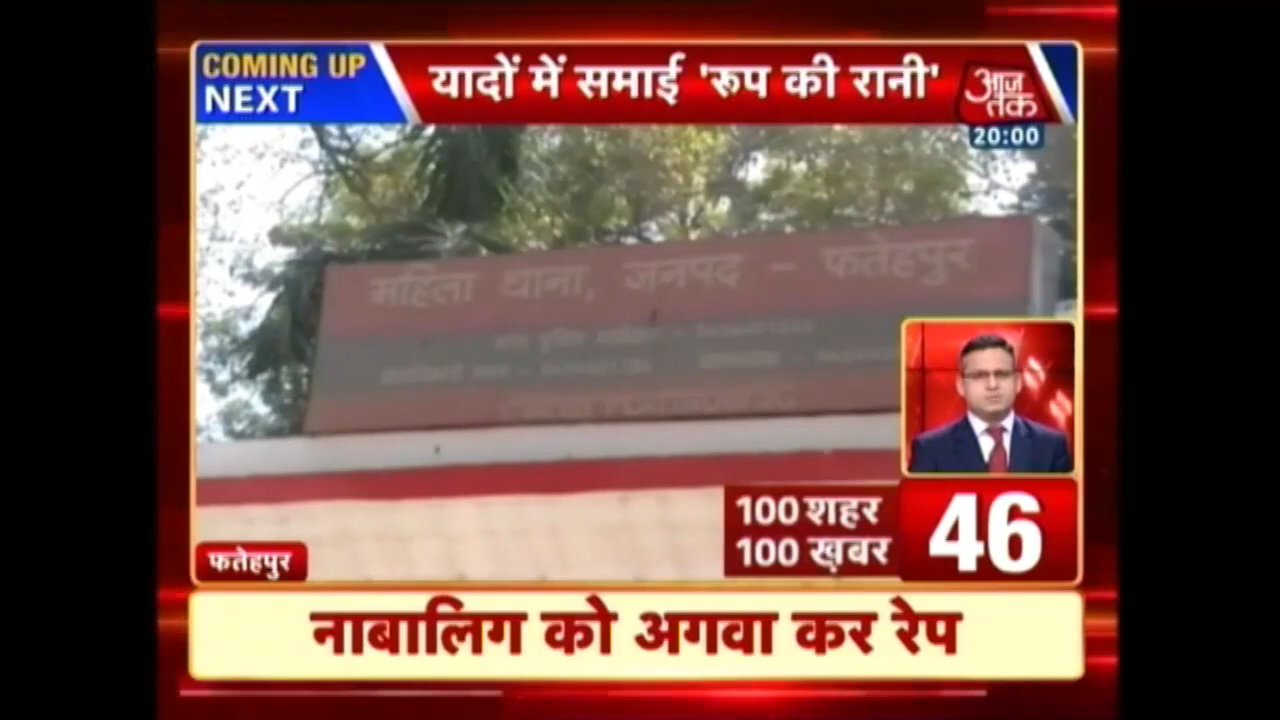 COMING UP
NEXT
यादों में समाई 'रूप की रानी'
आज
तक
20:00
महिला थाना, जनपद - फतेहपुर
100 शहर
100 ख़बर
46
फतेहपुर
नाबालिग को अगवा कर रेप